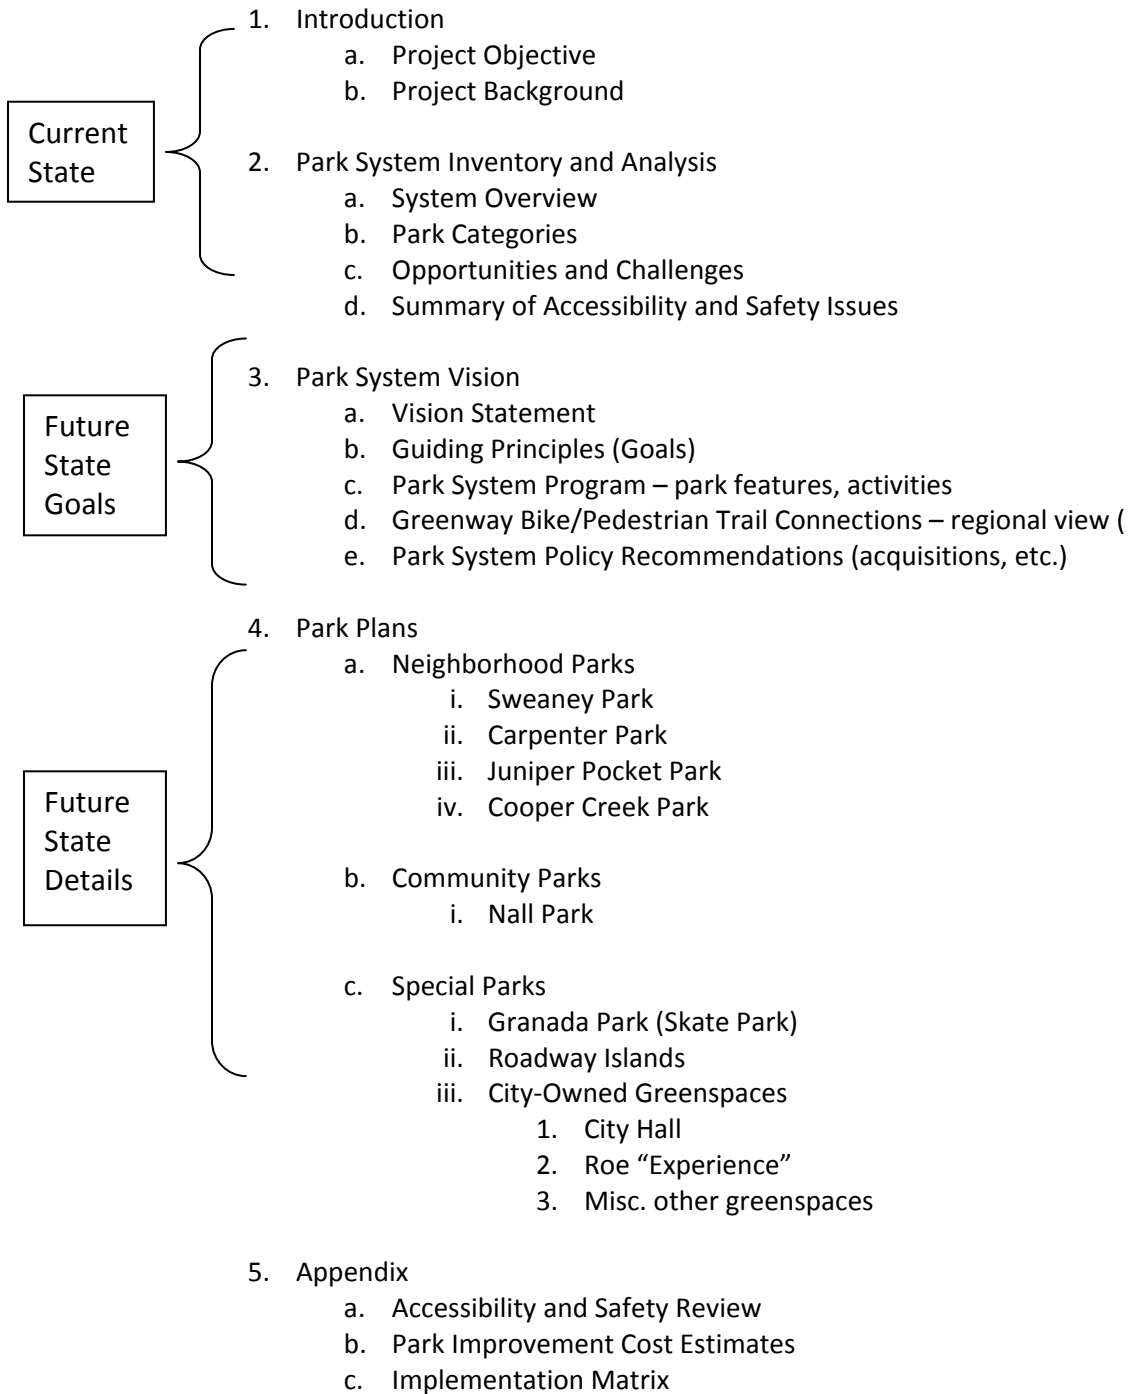 1. Introduction
a. Project Objective
b. Project Background
Current
State
2. Park System Inventory and Analysis
a. System Overview
b. Park Categories
c. Opportunities and Challenges
d. Summary of Accessibility and Safety Issues
3. Park System Vision
a. Vision Statement
b. Guiding Principles (Goals)
c. Park System Program – park features, activities
d. Greenway Bike/Pedestrian Trail Connections – regional view (
e. Park System Policy Recommendations (acquisitions, etc.)
Future
State
Goals
4. Park Plans
a. Neighborhood Parks
i. Sweaney Park
ii. Carpenter Park
iii. Juniper Pocket Park
iv. Cooper Creek Park
Future
State
Details
b. Community Parks
i. Nall Park
c. Special Parks
i. Granada Park (Skate Park)
ii. Roadway Islands
iii. City-Owned Greenspaces
1. City Hall
2. Roe “Experience”
3. Misc. other greenspaces
5. Appendix
a. Accessibility and Safety Review
b. Park Improvement Cost Estimates
c. Implementation Matrix